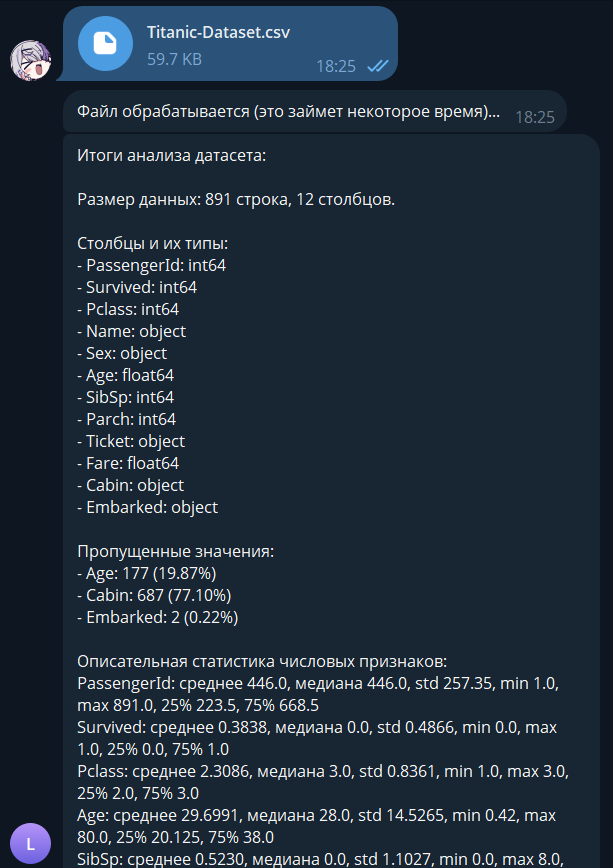 Titanic-Dataset.csv
59.7 KB
18:25
Файл обрабатывается (это займет некоторое время)...
18:25
Итоги анализа датасета:
Размер данных: 891 строка, 12 столбцов.
Столбцы и их типы:
- PassengerId: int64
- Survived: int64
- Pclass: int64
- Name: object
- Sex: object
- Age: float64
- SibSp: int64
- Parch: int64
- Ticket: object
- Fare: float64
- Cabin: object
- Embarked: object
Пропущенные значения:
- Age: 177 (19.87%)
- Cabin: 687 (77.10%)
- Embarked: 2 (0.22%)
Описательная статистика числовых признаков:
PassengerId: среднее 446.0, медиана 446.0, std 257.35, min 1.0,
max 891.0, 25% 223.5, 75% 668.5
Survived: среднее 0.3838, медиана 0.0, std 0.4866, min 0.0, max
1.0, 25% 0.0, 75% 1.0
Pclass: среднее 2.3086, медиана 3.0, std 0.8361, min 1.0, max 3.0,
25% 2.0, 75% 3.0
Age: среднее 29.6991, медиана 28.0, std 14.5265, min 0.42, max
80.0, 25% 20.125, 75% 38.0
SibSp: среднее 0.5230, медиана 0.0, std 1.1027, min 0.0, max 8.0,
L